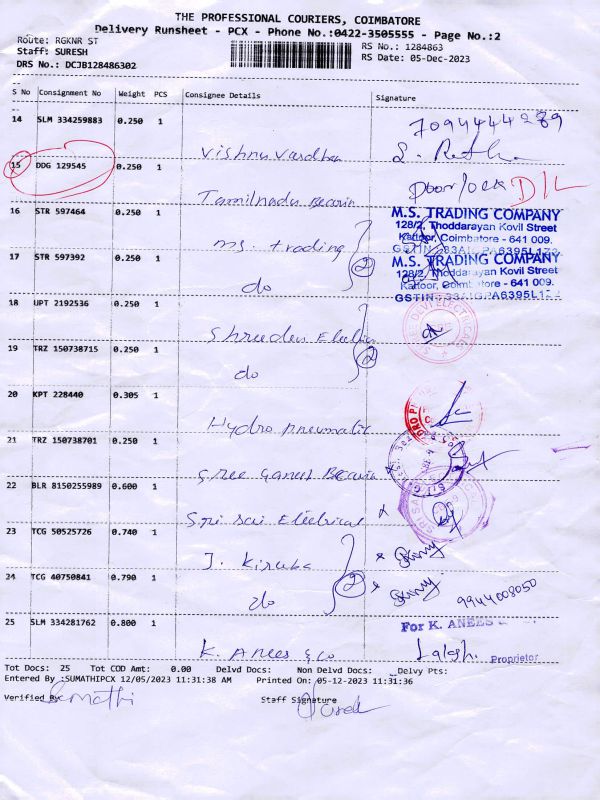 THE PROFESSIONAL COURIERS, COIMBATORE
Delivery Runsheet - PCX - Phone No.:0422-3505555 - Page No.:2
Route: RGKNR ST
RS No.: 1284863
Staff: SURESH
RS Date: 05-Dec-2023
DRS No.: DCJB128486302
S No Consignment No Weight PCS Consignee Details Signature
14 SLM 334259883 0.250 1 Vishnu Vardhan 7094444289
15 DDG 129545 0.250 1 Tamilnadu Bearin Door lock D/L
16 STR 597464 0.250 1 M.S. Trading
M.S. TRADING COMPANY
128/2, Thoddarayan Kovil Street
Kattoor, Coimbatore - 641 009.
17 STR 597392 0.250 1 do 2
M.S. TRADING COMPANY
128/2, Thoddarayan Kovil Street
Kattoor, Coimbatore - 641 009.
18 UPT 2192536 0.250 1 Shree devi
19 TRZ 150738715 0.250 1 do 2
20 KPT 228440 0.305 1 Hydro pneumatic
21 TRZ 150738701 0.250 1 Sree Ganesh Bearin
22 BLR 8150255989 0.600 1 Sri sai Electrical
23 TCG 50525726 0.740 1 J. Kiruba
24 TCG 40750841 0.790 1 do 2 9944008050
25 SLM 334281762 0.800 1 K. Anees & co
For K. ANEES
Proprietor
Tot Docs: 25 Tot COD Amt: 0.00 Delvd Docs: Non Delvd Docs: Delvy Pts:
Entered By :SUMATHIPCX 12/05/2023 11:31:38 AM Printed On: 05-12-2023 11:31:36
Verified By Sumathi Staff Signature